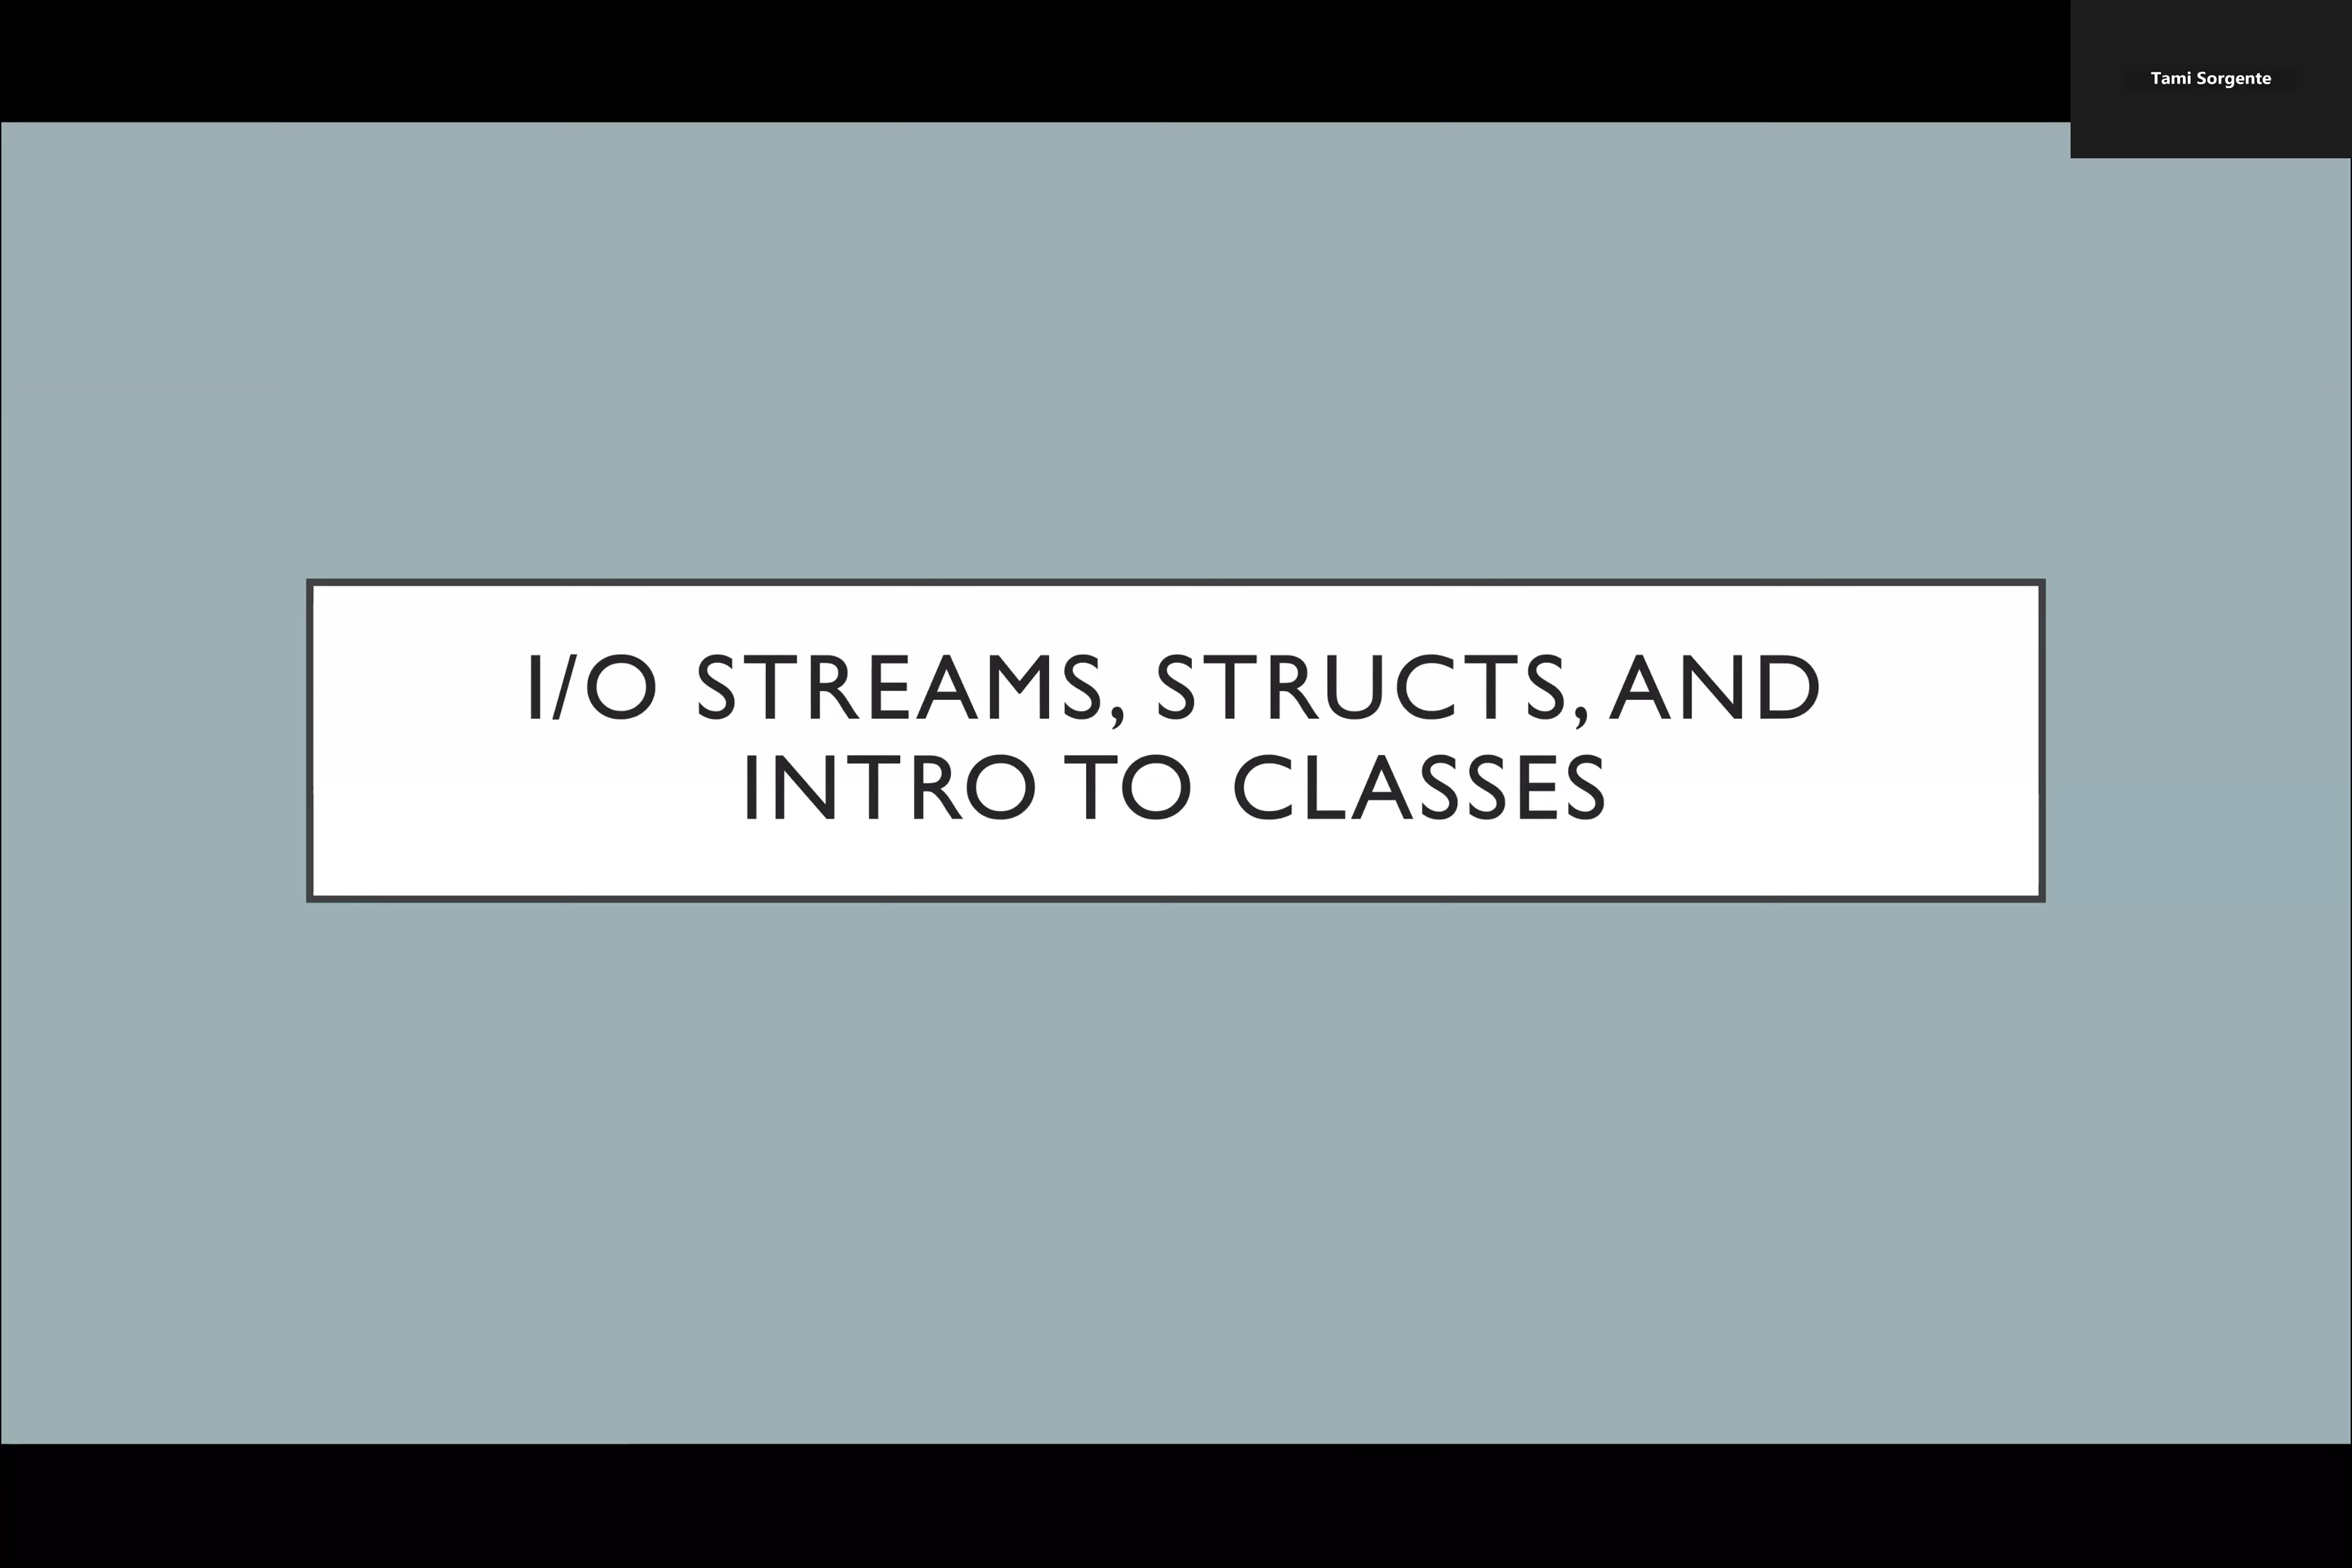 Tami Sorgente
I/O STREAMS, STRUCTS, AND
INTRO TO CLASSES